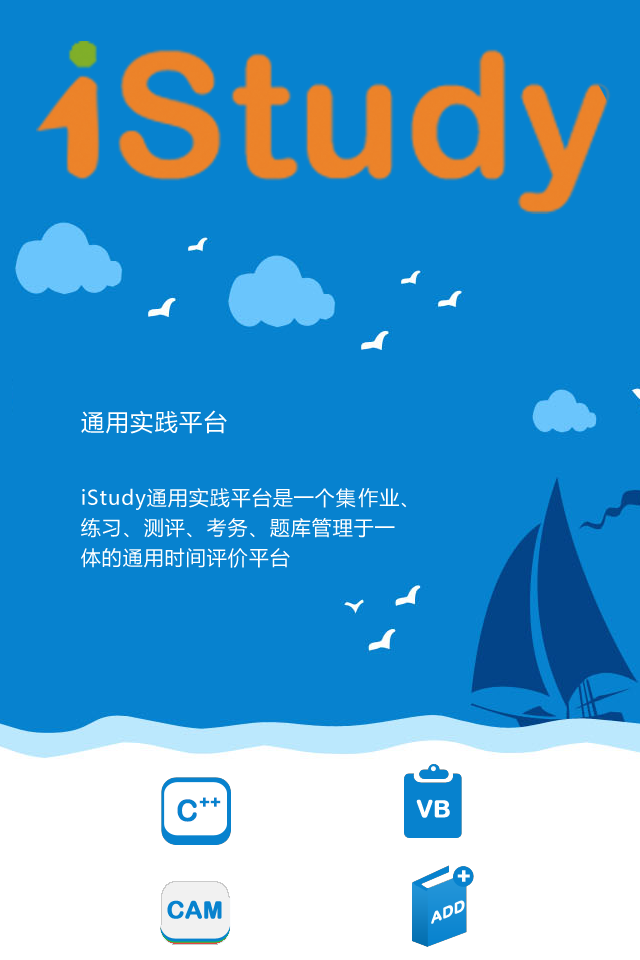 iStudy
通用实践平台
iStudy通用实践平台是一个集作业、
练习、测评、考务、题库管理于一
体的通用时间评价平台
C++
VB
CAM
ADD